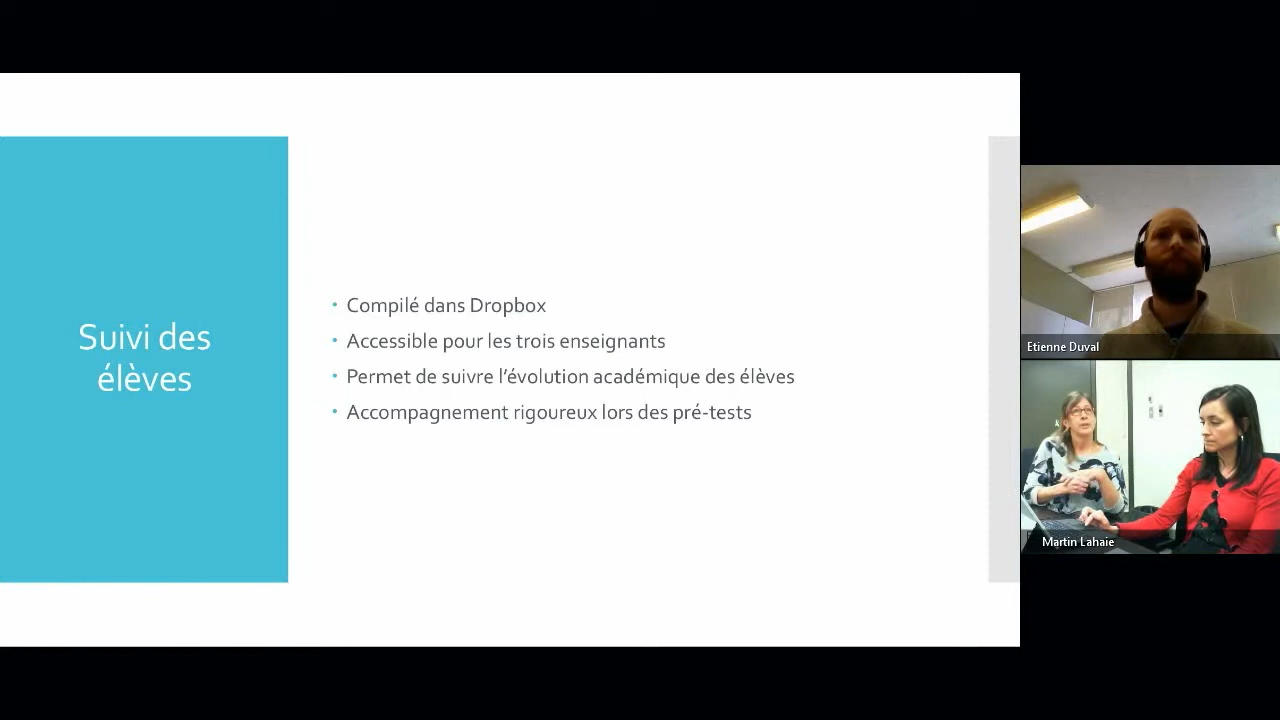 Suivi des
élèves
• Compilé dans Dropbox
• Accessible pour les trois enseignants
• Permet de suivre l’évolution académique des élèves
• Accompagnement rigoureux lors des pré-tests
Etienne Duval
Martin Lahaie